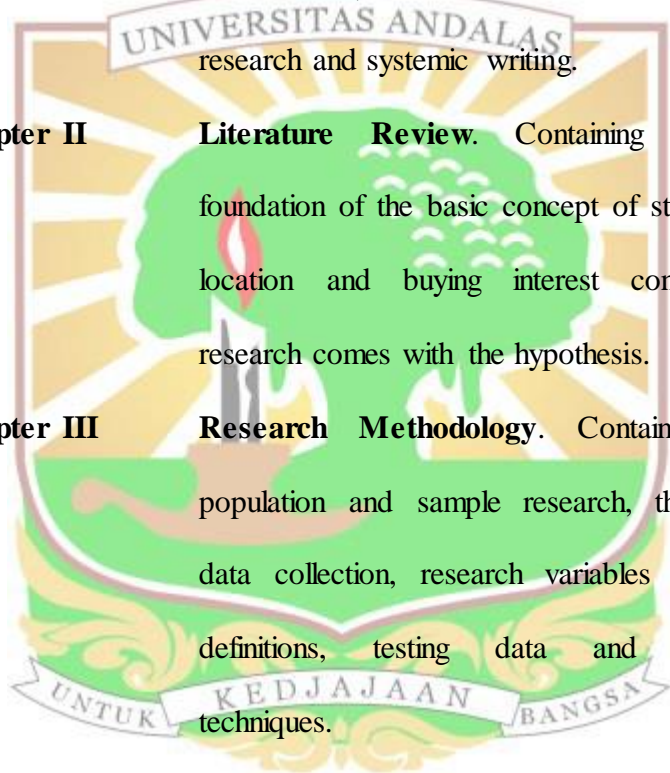 UNIVERSITAS ANDALAS
research and systemic writing.
pter II Literature Review. Containing
foundation of the basic concept of st
location and buying interest con
research comes with the hypothesis.
pter III Research Methodology. Contain
population and sample research, th
data collection, research variables
definitions, testing data and
techniques.
UNTUK KEDJAJAAN BANGSA